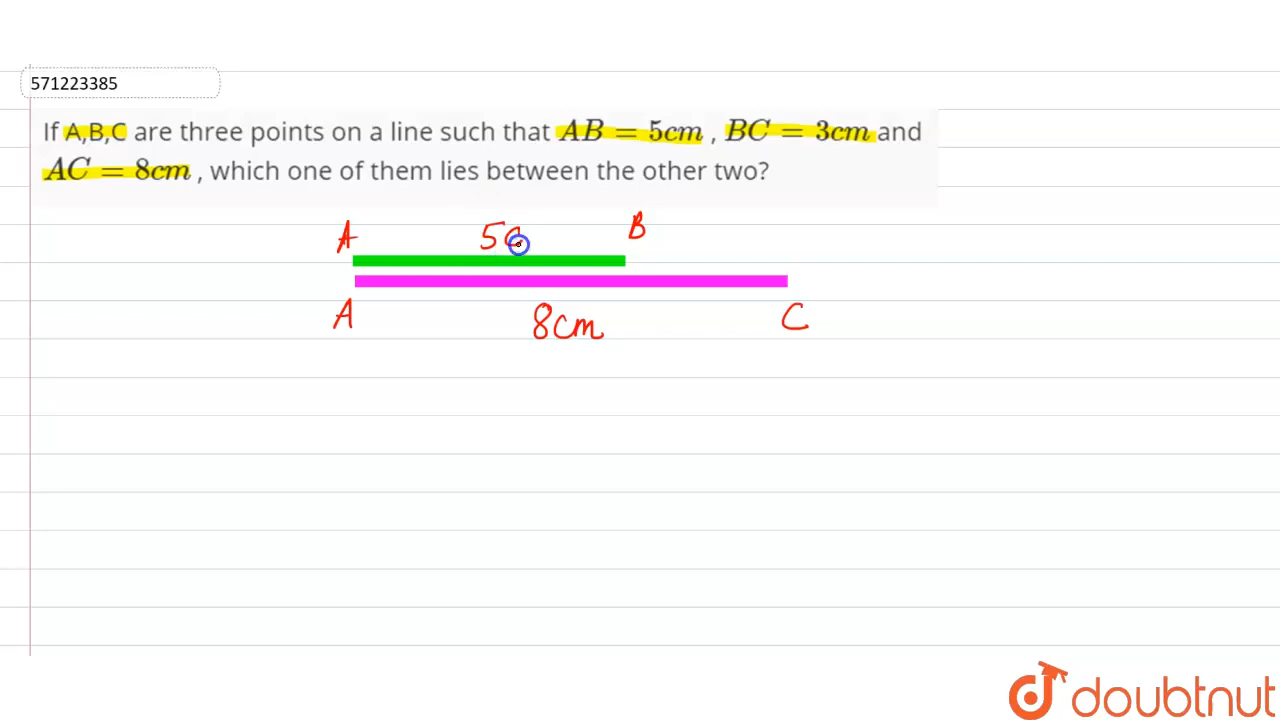 571223385
If A,B,C are three points on a line such that AB = 5cm , BC = 3cm and
AC = 8cm , which one of them lies between the other two?
A 5c B
A 8cm C
doubtnut